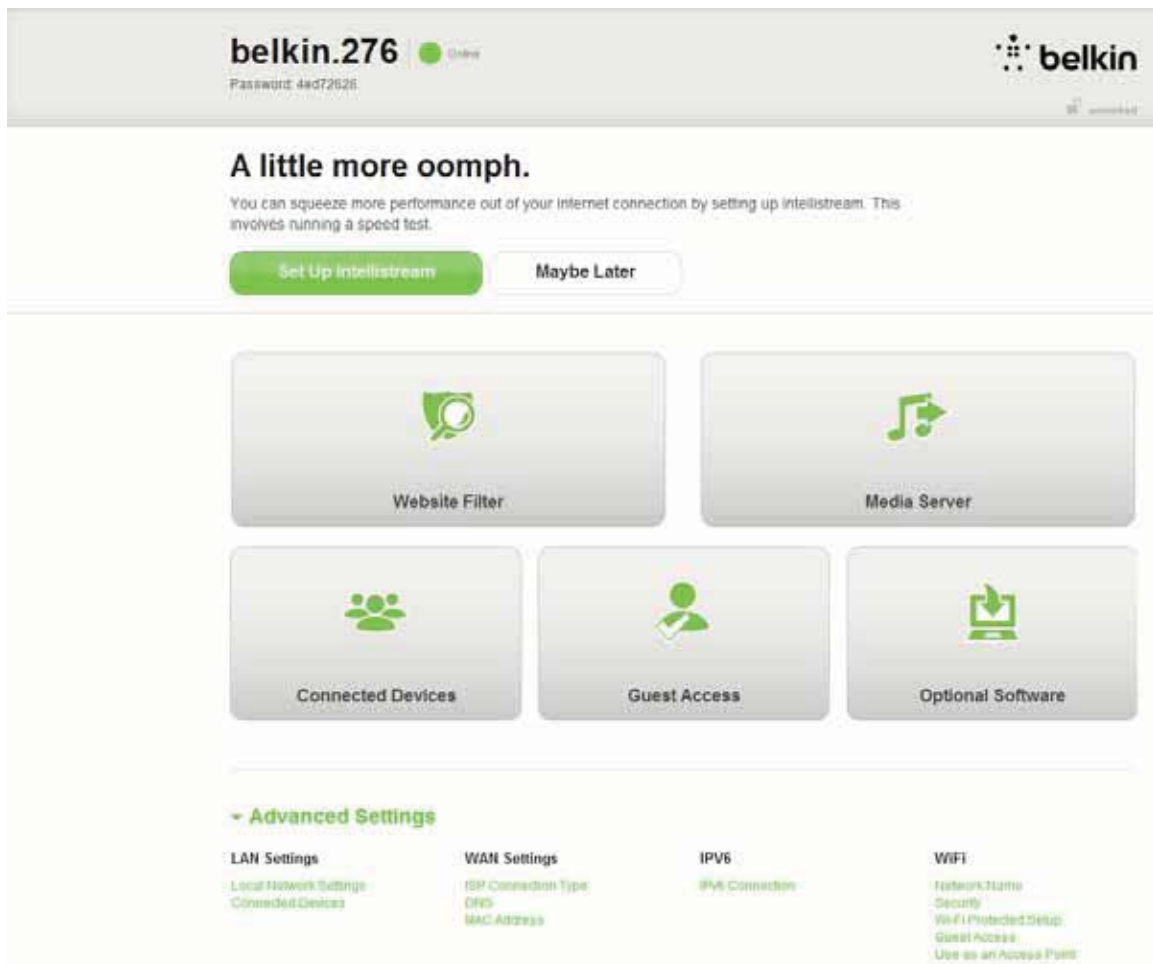 belkin.276
Online
Password: 4ed72626
belkin
A little more oomph.
You can squeeze more performance out of your internet connection by setting up intellistream. This
involves running a speed test.
Set Up Intellistream
Maybe Later
Website Filter
Media Server
Connected Devices
Guest Access
Optional Software
Advanced Settings
LAN Settings
WAN Settings
IPV6
WiFi
Local Network Settings
ISP Connection Type
IPv6 Connection
Network Name
Connected Devices
DNS
Security
MAC Address
Wi-Fi Protected Setup
Guest Access
Use as an Access Point